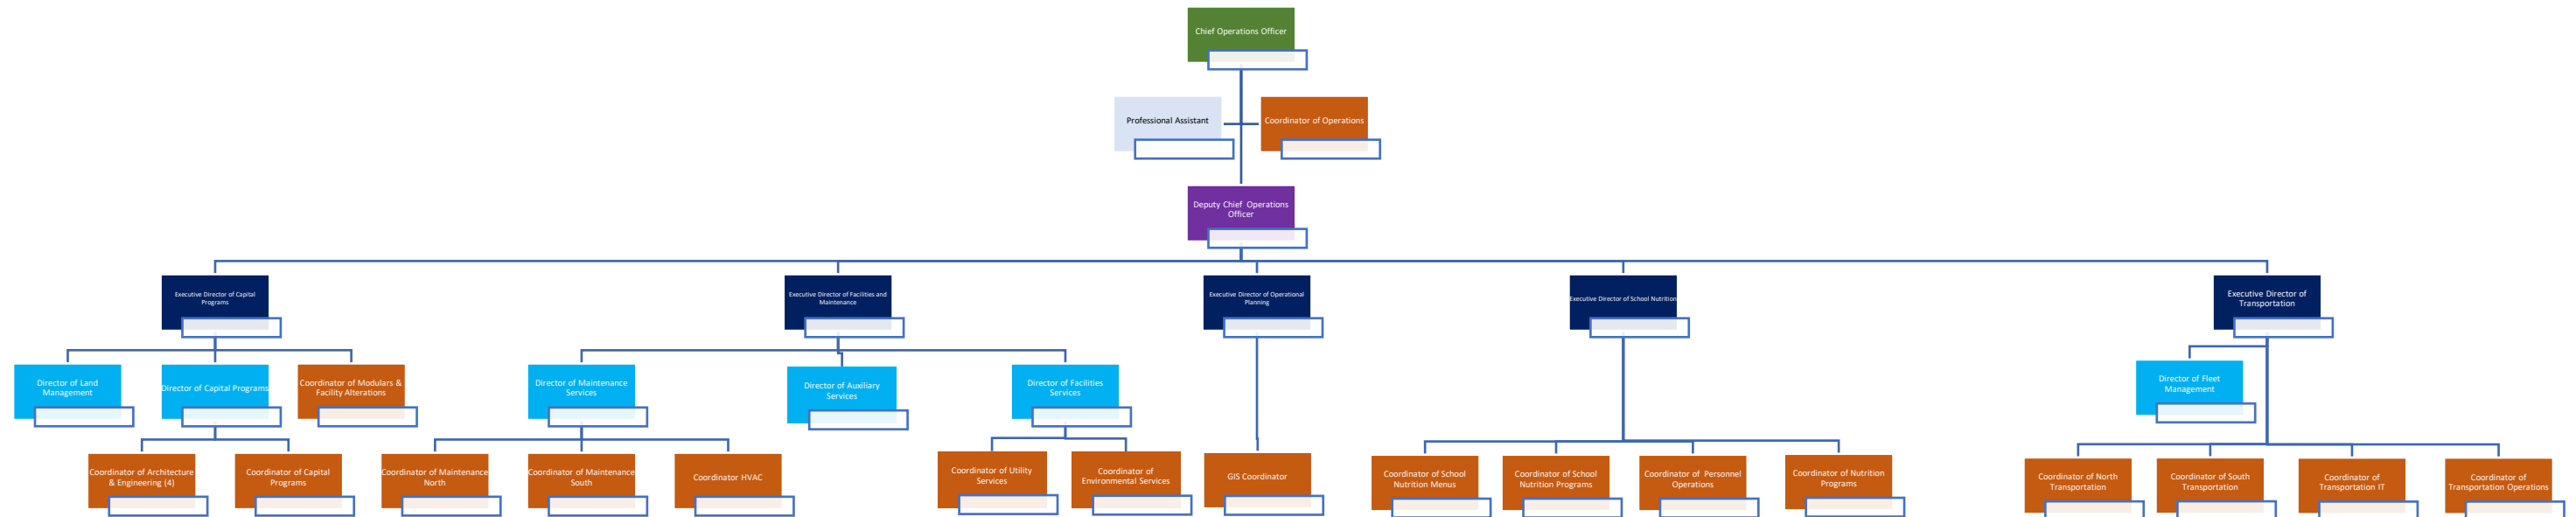 Chief Operations Officer
Professional Assistant
Coordinator of Operations
Deputy Chief Operations
Officer
Executive Director of Capital
Programs
Executive Director of Facilities and
Maintenance
Executive Director of Operational
Planning
Executive Director of School Nutrition
Executive Director of
Transportation
Director of Land
Management
Director of Capital Programs
Coordinator of Modulars &
Facility Alterations
Director of Maintenance
Services
Director of Auxiliary
Services
Director of Facilities
Services
Director of Fleet
Management
Coordinator of Architecture
& Engineering (4)
Coordinator of Capital
Programs
Coordinator of Maintenance
North
Coordinator of Maintenance
South
Coordinator HVAC
Coordinator of Utility
Services
Coordinator of
Environmental Services
GIS Coordinator
Coordinator of School
Nutrition Menus
Coordinator of School
Nutrition Programs
Coordinator of Personnel
Operations
Coordinator of Nutrition
Programs
Coordinator of North
Transportation
Coordinator of South
Transportation
Coordinator of
Transportation IT
Coordinator of
Transportation Operations